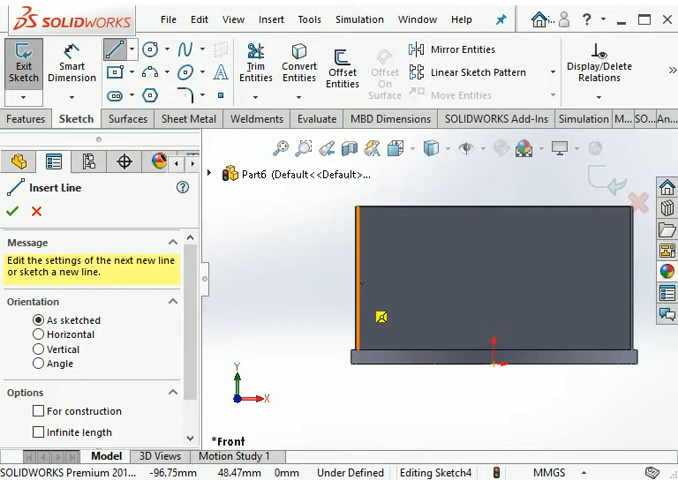 SOLIDWORKS File Edit View Insert Tools Simulation Window Help ?
Exit Sketch
Smart Dimension
Trim Entities
Convert Entities
Offset Entities
Offset On Surface
Mirror Entities
Linear Sketch Pattern
Move Entities
Display/Delete Relations
Features Sketch Surfaces Sheet Metal Weldments Evaluate MBD Dimensions SOLIDWORKS Add-Ins Simulation M... SO... An...
Part6 (Default<<Default>...
Insert Line
Message
Edit the settings of the next new line
or sketch a new line.
Orientation
As sketched
Horizontal
Vertical
Angle
Options
For construction
Infinite length
Y
X
*Front
Model 3D Views Motion Study 1
SOLIDWORKS Premium 201... -96.75mm 48.47mm 0mm Under Defined Editing Sketch4 MMGS